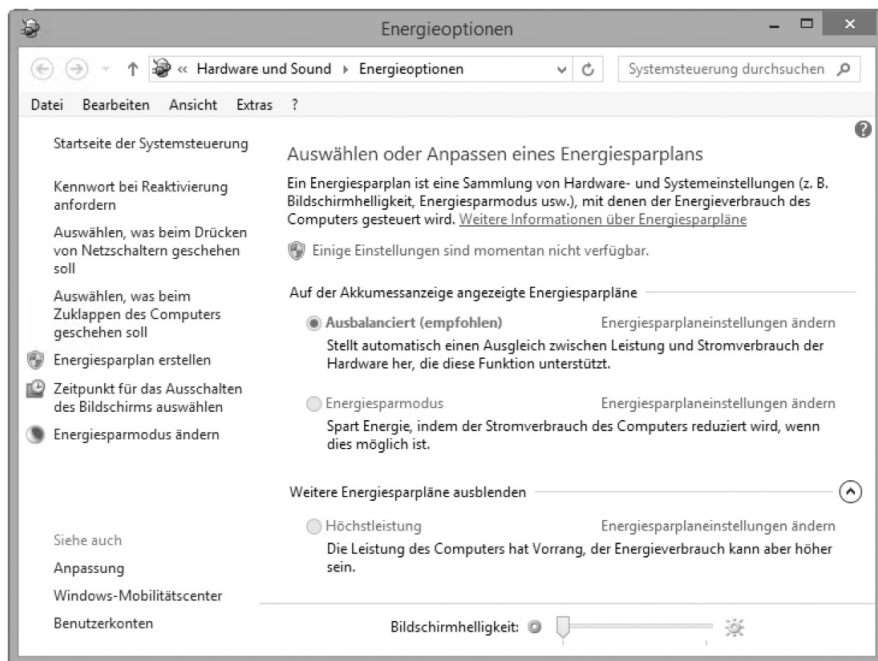 Energieoptionen
« Hardware und Sound ▸ Energieoptionen
Systemsteuerung durchsuchen
Datei Bearbeiten Ansicht Extras ?
Startseite der Systemsteuerung
Kennwort bei Reaktivierung
anfordern
Auswählen, was beim Drücken
von Netzschaltern geschehen
soll
Auswählen, was beim
Zuklappen des Computers
geschehen soll
Energiesparplan erstellen
Zeitpunkt für das Ausschalten
des Bildschirms auswählen
Energiesparmodus ändern
Siehe auch
Anpassung
Windows-Mobilitätscenter
Benutzerkonten
?
Auswählen oder Anpassen eines Energiesparplans
Ein Energiesparplan ist eine Sammlung von Hardware- und Systemeinstellungen (z. B.
Bildschirmhelligkeit, Energiesparmodus usw.), mit denen der Energieverbrauch des
Computers gesteuert wird. Weitere Informationen über Energiesparpläne
Einige Einstellungen sind momentan nicht verfügbar.
Auf der Akkumessanzeige angezeigte Energiesparpläne
Ausbalanciert (empfohlen) Energiesparplaneinstellungen ändern
Stellt automatisch einen Ausgleich zwischen Leistung und Stromverbrauch der
Hardware her, die diese Funktion unterstützt.
Energiesparmodus Energiesparplaneinstellungen ändern
Spart Energie, indem der Stromverbrauch des Computers reduziert wird, wenn
dies möglich ist.
Weitere Energiesparpläne ausblenden
Höchstleistung Energiesparplaneinstellungen ändern
Die Leistung des Computers hat Vorrang, der Energieverbrauch kann aber höher
sein.
Bildschirmhelligkeit: